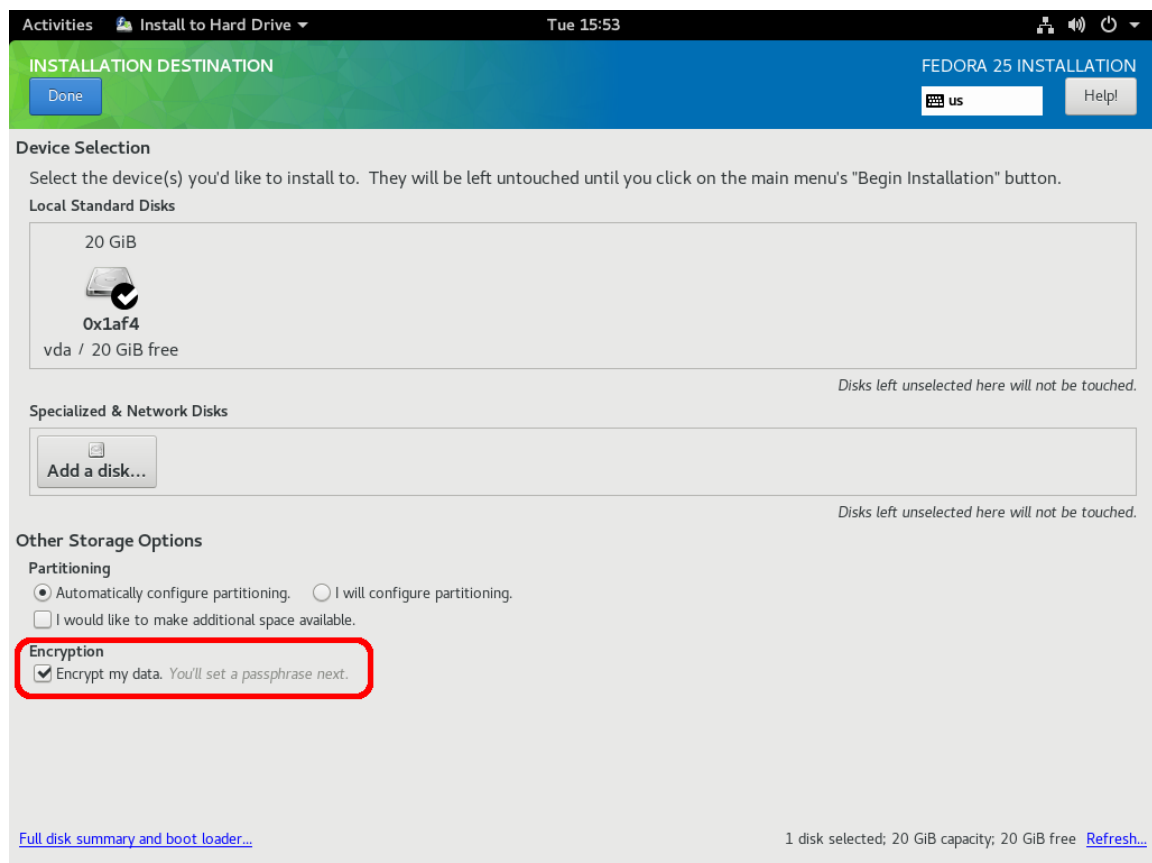 Activities Install to Hard Drive Tue 15:53
INSTALLATION DESTINATION FEDORA 25 INSTALLATION
Done us Help!
Device Selection
Select the device(s) you'd like to install to. They will be left untouched until you click on the main menu's "Begin Installation" button.
Local Standard Disks
20 GiB
0x1af4
vda / 20 GiB free
Disks left unselected here will not be touched.
Specialized & Network Disks
Add a disk...
Disks left unselected here will not be touched.
Other Storage Options
Partitioning
Automatically configure partitioning. I will configure partitioning.
I would like to make additional space available.
Encryption
Encrypt my data. You'll set a passphrase next.
Full disk summary and boot loader... 1 disk selected; 20 GiB capacity; 20 GiB free Refresh...